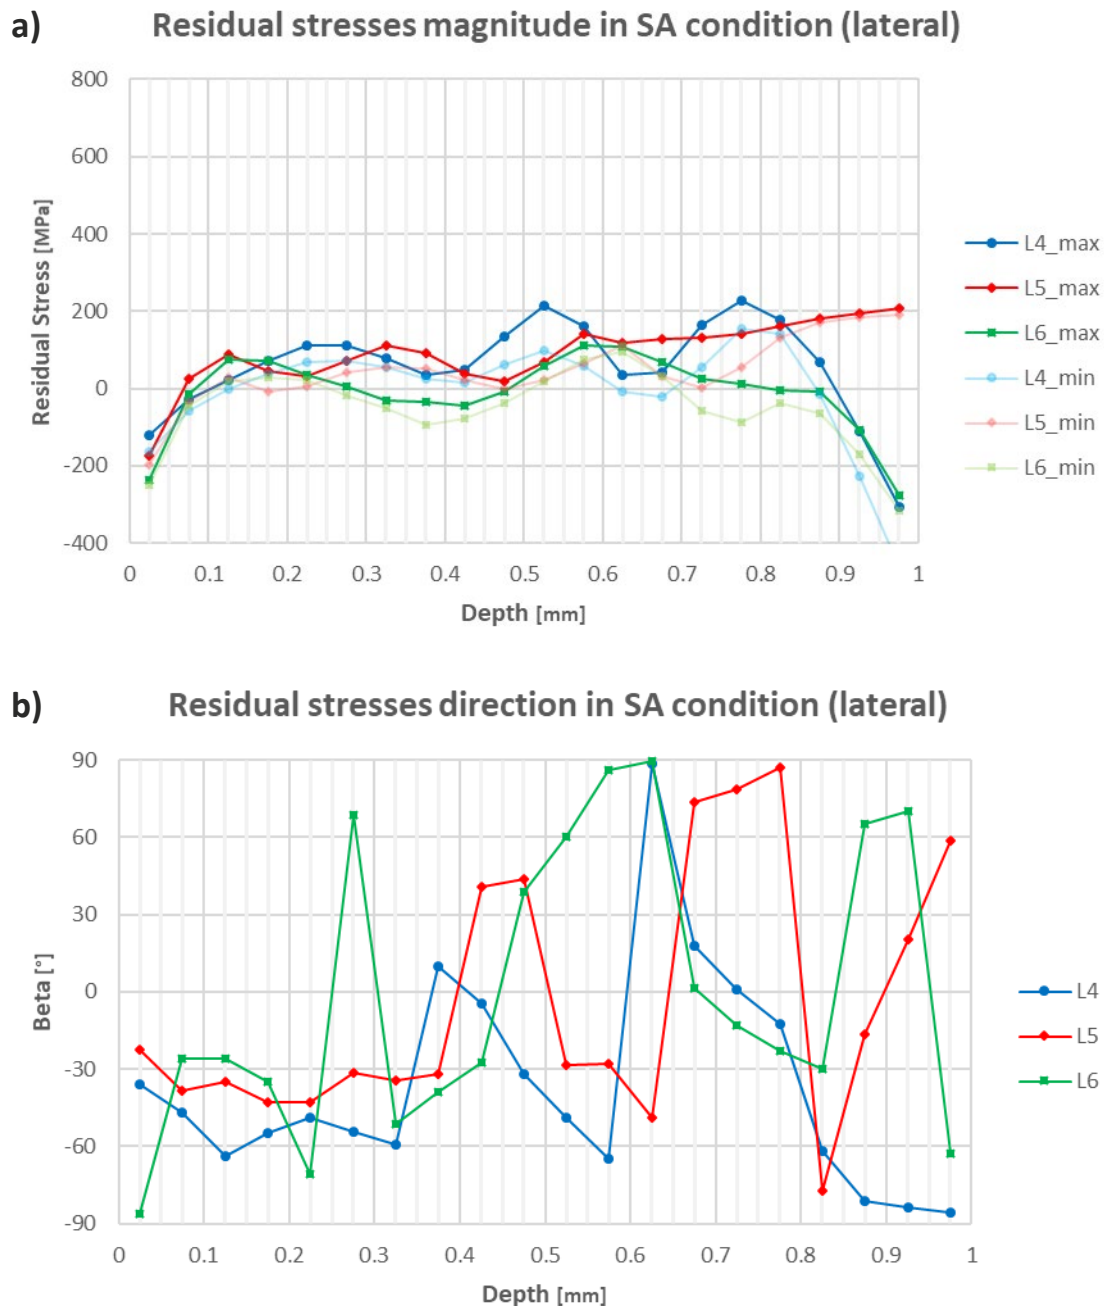 a)
Residual stresses magnitude in SA condition (lateral)
800
600
400
200
0
-200
-400
Residual Stress [MPa]
0 0.1 0.2 0.3 0.4 0.5 0.6 0.7 0.8 0.9 1
Depth [mm]
L4_max
L5_max
L6_max
L4_min
L5_min
L6_min
b)
Residual stresses direction in SA condition (lateral)
90
60
30
0
-30
-60
-90
Beta [°]
0 0.1 0.2 0.3 0.4 0.5 0.6 0.7 0.8 0.9 1
Depth [mm]
L4
L5
L6